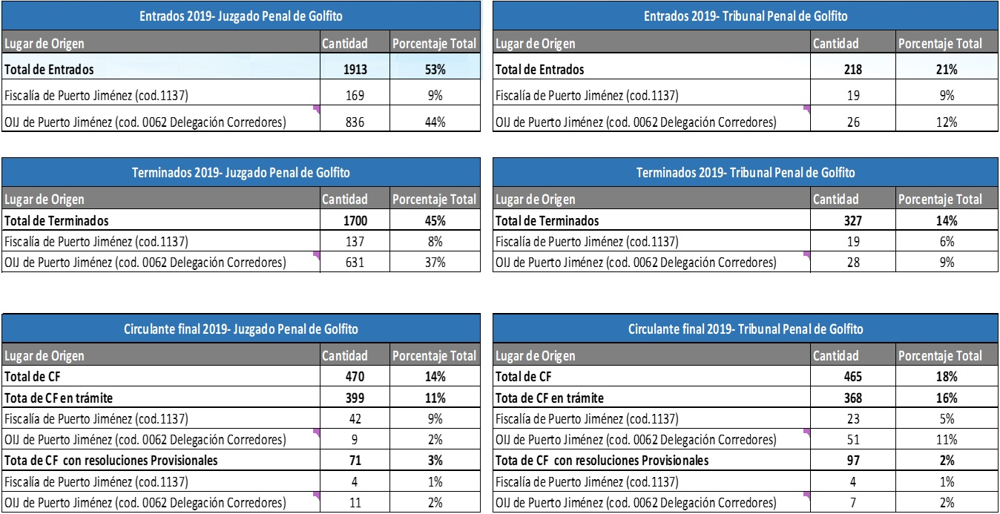 Entrados 2019- Juzgado Penal de Golfito
Lugar de Origen Cantidad Porcentaje Total
Total de Entrados 1913 53%
Fiscalía de Puerto Jiménez (cod.1137) 169 9%
OIJ de Puerto Jiménez (cod. 0062 Delegación Corredores) 836 44%
Entrados 2019- Tribunal Penal de Golfito
Lugar de Origen Cantidad Porcentaje Total
Total de Entrados 218 21%
Fiscalía de Puerto Jiménez (cod.1137) 19 9%
OIJ de Puerto Jiménez (cod. 0062 Delegación Corredores) 26 12%
Terminados 2019- Juzgado Penal de Golfito
Lugar de Origen Cantidad Porcentaje Total
Total de Terminados 1700 45%
Fiscalía de Puerto Jiménez (cod.1137) 137 8%
OIJ de Puerto Jiménez (cod. 0062 Delegación Corredores) 631 37%
Terminados 2019- Tribunal Penal de Golfito
Lugar de Origen Cantidad Porcentaje Total
Total de Terminados 327 14%
Fiscalía de Puerto Jiménez (cod.1137) 19 6%
OIJ de Puerto Jiménez (cod. 0062 Delegación Corredores) 28 9%
Circulante final 2019- Juzgado Penal de Golfito
Lugar de Origen Cantidad Porcentaje Total
Total de CF 470 14%
Tota de CF en trámite 399 11%
Fiscalía de Puerto Jiménez (cod.1137) 42 9%
OIJ de Puerto Jiménez (cod. 0062 Delegación Corredores) 9 2%
Tota de CF con resoluciones Provisionales 71 3%
Fiscalía de Puerto Jiménez (cod.1137) 4 1%
OIJ de Puerto Jiménez (cod. 0062 Delegación Corredores) 11 2%
Circulante final 2019- Tribunal Penal de Golfito
Lugar de Origen Cantidad Porcentaje Total
Total de CF 465 18%
Tota de CF en trámite 368 16%
Fiscalía de Puerto Jiménez (cod.1137) 23 5%
OIJ de Puerto Jiménez (cod. 0062 Delegación Corredores) 51 11%
Tota de CF con resoluciones Provisionales 97 2%
Fiscalía de Puerto Jiménez (cod.1137) 4 1%
OIJ de Puerto Jiménez (cod. 0062 Delegación Corredores) 7 2%